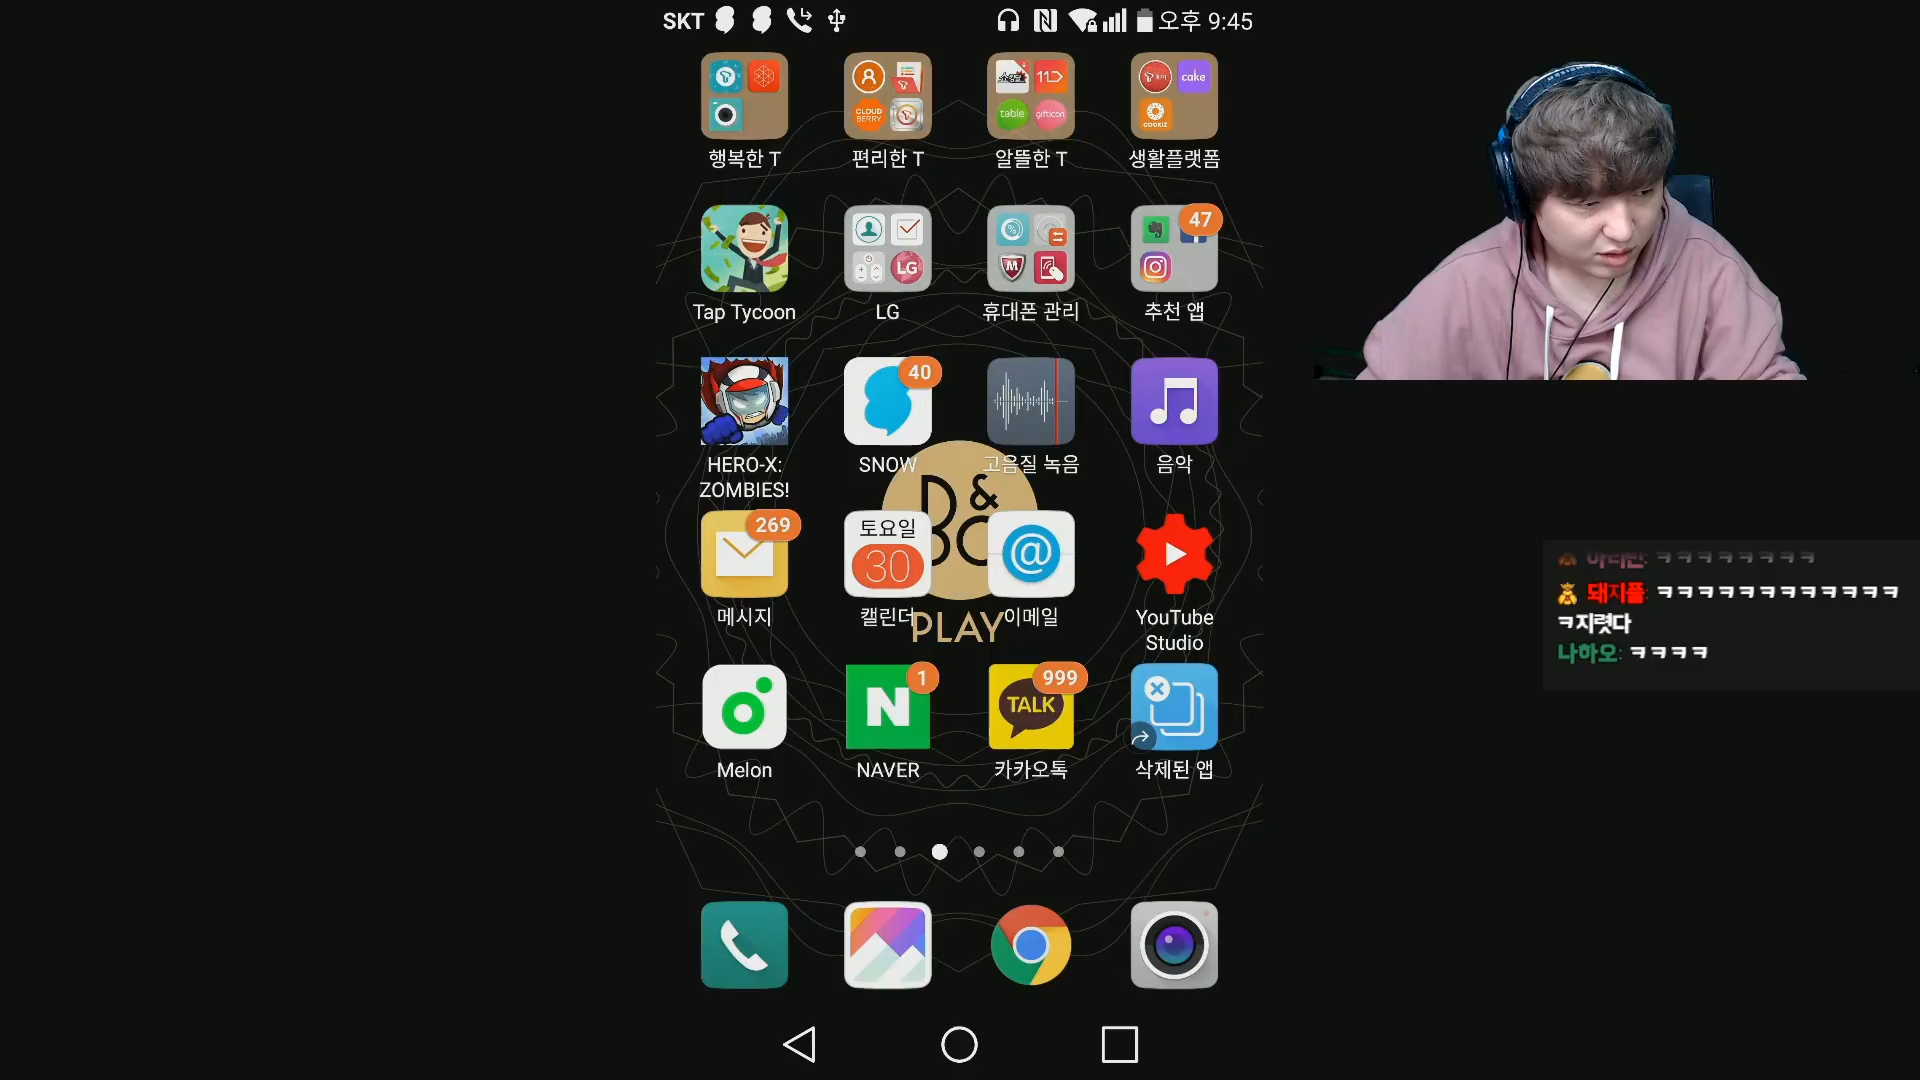 SKT 오후 9:45
11
cake
CLOUD
BERRY
table
gifticon
COOKIZ
행복한 T
편리한 T
알뜰한 T
생활플랫폼
47
LG
Tap Tycoon
LG
휴대폰 관리
추천 앱
40
HERO-X:
ZOMBIES!
SNOW
고음질 녹음
음악
269
토요일
30
B&O
PLAY
메시지
캘린더
이메일
YouTube
Studio
1
N
999
TALK
Melon
NAVER
카카오톡
삭제된 앱
ㅋㅋㅋㅋㅋㅋㅋㅋ
돼지플: ㅋㅋㅋㅋㅋㅋㅋㅋㅋㅋㅋㅋ
ㅋ지렸다
나하오: ㅋㅋㅋㅋ